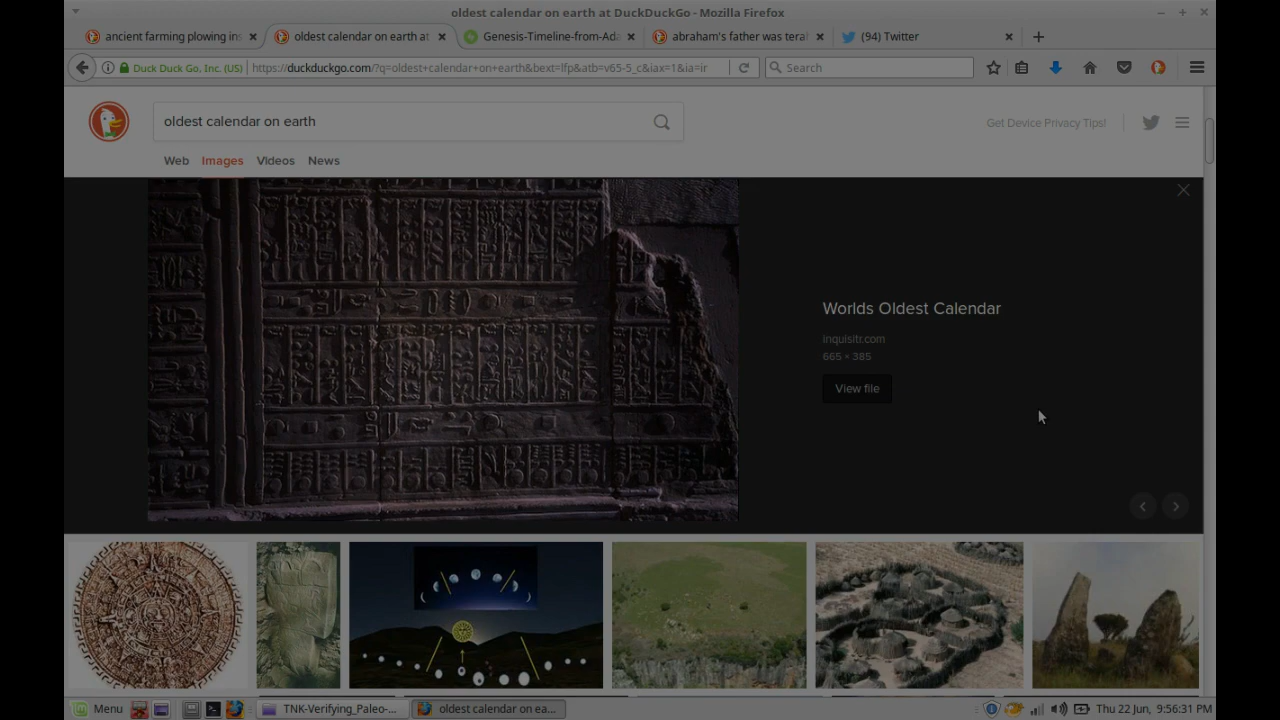 oldest calendar on earth at DuckDuckGo - Mozilla Firefox
ancient farming plowing ins
oldest calendar on earth at
Genesis-Timeline-from-Ada
abraham's father was terah
(94) Twitter
Duck Duck Go, Inc. (US)
https://duckduckgo.com/?q=oldest+calendar+on+earth&bext=lfp&atb=v65-5_c&iax=1&ia=ir
Search
oldest calendar on earth
Get Device Privacy Tips!
Web Images Videos News
Worlds Oldest Calendar
inquisitr.com
665 × 385
View file
Menu
TNK-Verifying_Paleo-...
oldest calendar on ea...
Thu 22 Jun, 9:56:31 PM